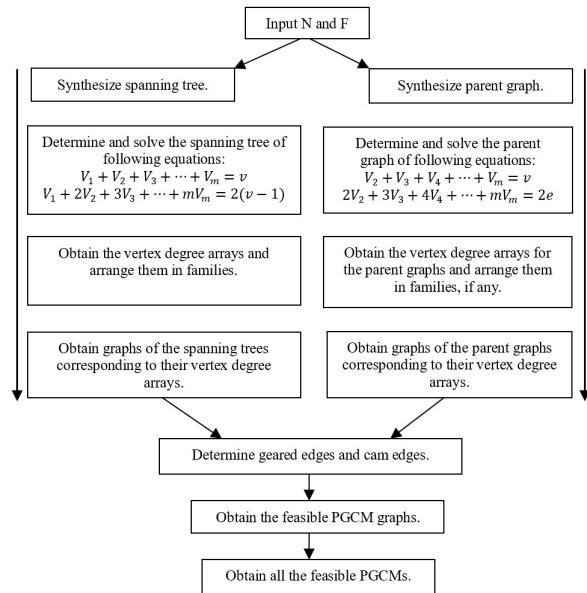 Input N and F
Synthesize spanning tree.
Synthesize parent graph.
Determine and solve the spanning tree of
following equations:
V₁ + V₂ + V₃ + ⋯ + Vₘ = v
V₁ + 2V₂ + 3V₃ + ⋯ + mVₘ = 2(v − 1)
Determine and solve the parent
graph of following equations:
V₂ + V₃ + V₄ + ⋯ + Vₘ = v
2V₂ + 3V₃ + 4V₄ + ⋯ + mVₘ = 2e
Obtain the vertex degree arrays and
arrange them in families.
Obtain the vertex degree arrays for
the parent graphs and arrange them
in families, if any.
Obtain graphs of the spanning trees
corresponding to their vertex degree
arrays.
Obtain graphs of the parent graphs
corresponding to their vertex degree
arrays.
Determine geared edges and cam edges.
Obtain the feasible PGCM graphs.
Obtain all the feasible PGCMs.